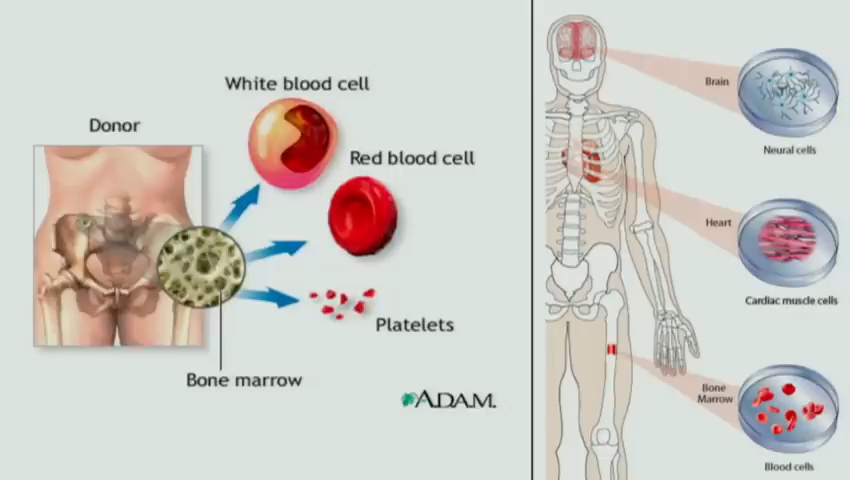 White blood cell
Donor
Red blood cell
Platelets
Bone marrow
A.D.A.M.
Brain
Neural cells
Heart
Cardiac muscle cells
Bone
Marrow
Blood cells